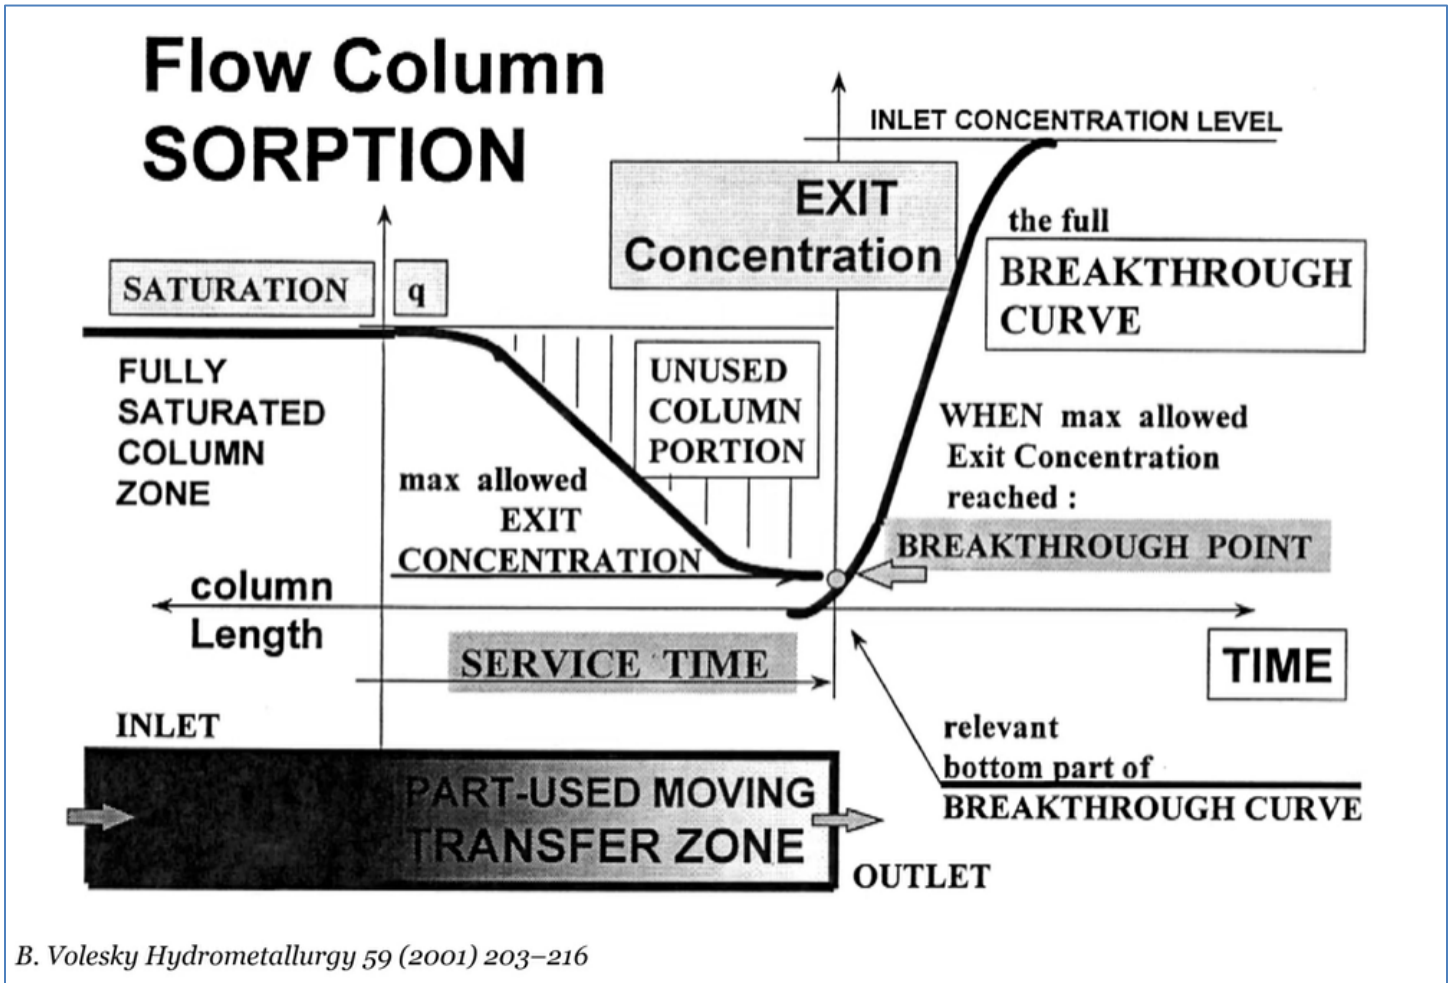 Flow Column
SORPTION
INLET CONCENTRATION LEVEL
EXIT
Concentration
the full
BREAKTHROUGH
CURVE
SATURATION
q
FULLY
SATURATED
COLUMN
ZONE
UNUSED
COLUMN
PORTION
max allowed
EXIT
CONCENTRATION
WHEN max allowed
Exit Concentration
reached :
BREAKTHROUGH POINT
column
Length
SERVICE TIME
TIME
INLET
PART-USED MOVING
TRANSFER ZONE
OUTLET
relevant
bottom part of
BREAKTHROUGH CURVE
B. Volesky Hydrometallurgy 59 (2001) 203–216